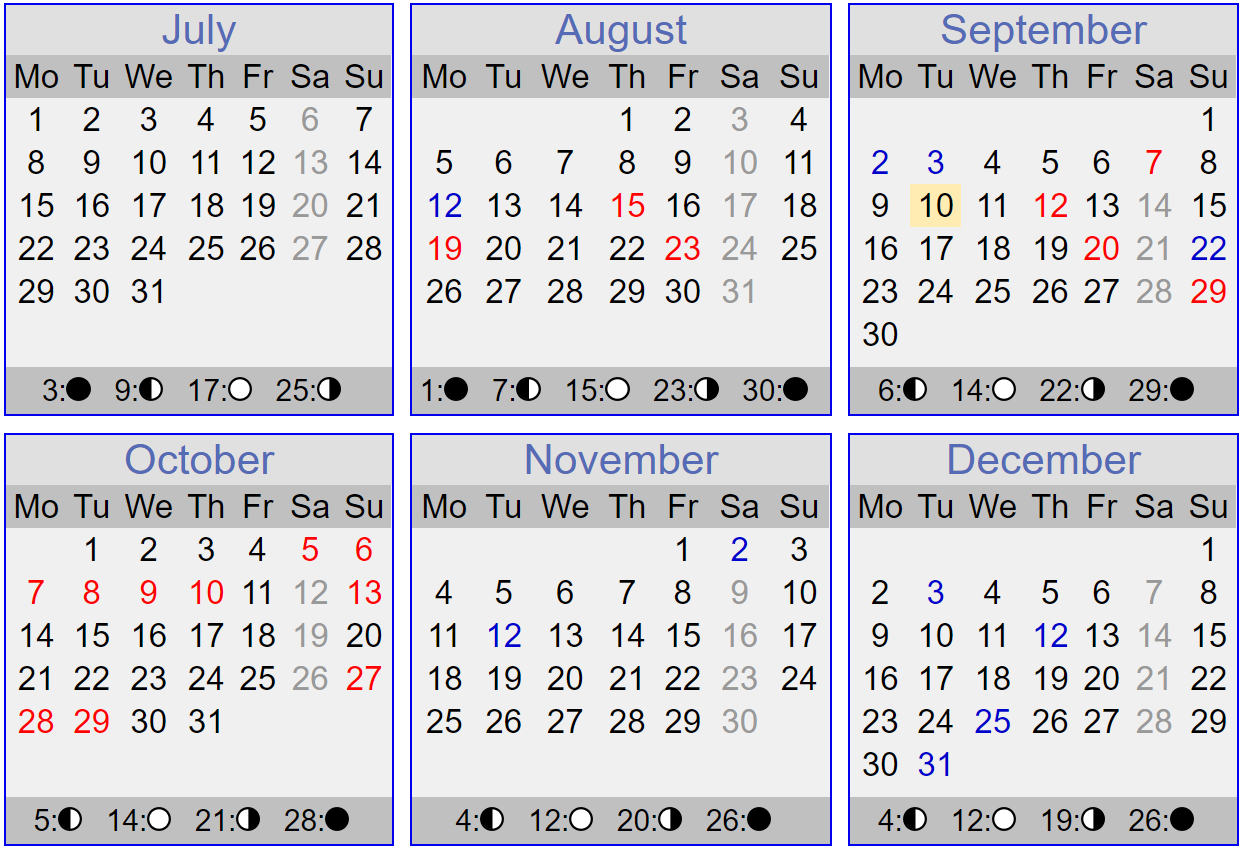 July
Mo Tu We Th Fr Sa Su
1 2 3 4 5 6 7
8 9 10 11 12 13 14
15 16 17 18 19 20 21
22 23 24 25 26 27 28
29 30 31
3: 9: 17: 25:
August
Mo Tu We Th Fr Sa Su
1 2 3 4
5 6 7 8 9 10 11
12 13 14 15 16 17 18
19 20 21 22 23 24 25
26 27 28 29 30 31
1: 7: 15: 23: 30:
September
Mo Tu We Th Fr Sa Su
1
2 3 4 5 6 7 8
9 10 11 12 13 14 15
16 17 18 19 20 21 22
23 24 25 26 27 28 29
30
6: 14: 22: 29:
October
Mo Tu We Th Fr Sa Su
1 2 3 4 5 6
7 8 9 10 11 12 13
14 15 16 17 18 19 20
21 22 23 24 25 26 27
28 29 30 31
5: 14: 21: 28:
November
Mo Tu We Th Fr Sa Su
1 2 3
4 5 6 7 8 9 10
11 12 13 14 15 16 17
18 19 20 21 22 23 24
25 26 27 28 29 30
4: 12: 20: 26:
December
Mo Tu We Th Fr Sa Su
1
2 3 4 5 6 7 8
9 10 11 12 13 14 15
16 17 18 19 20 21 22
23 24 25 26 27 28 29
30 31
4: 12: 19: 26: